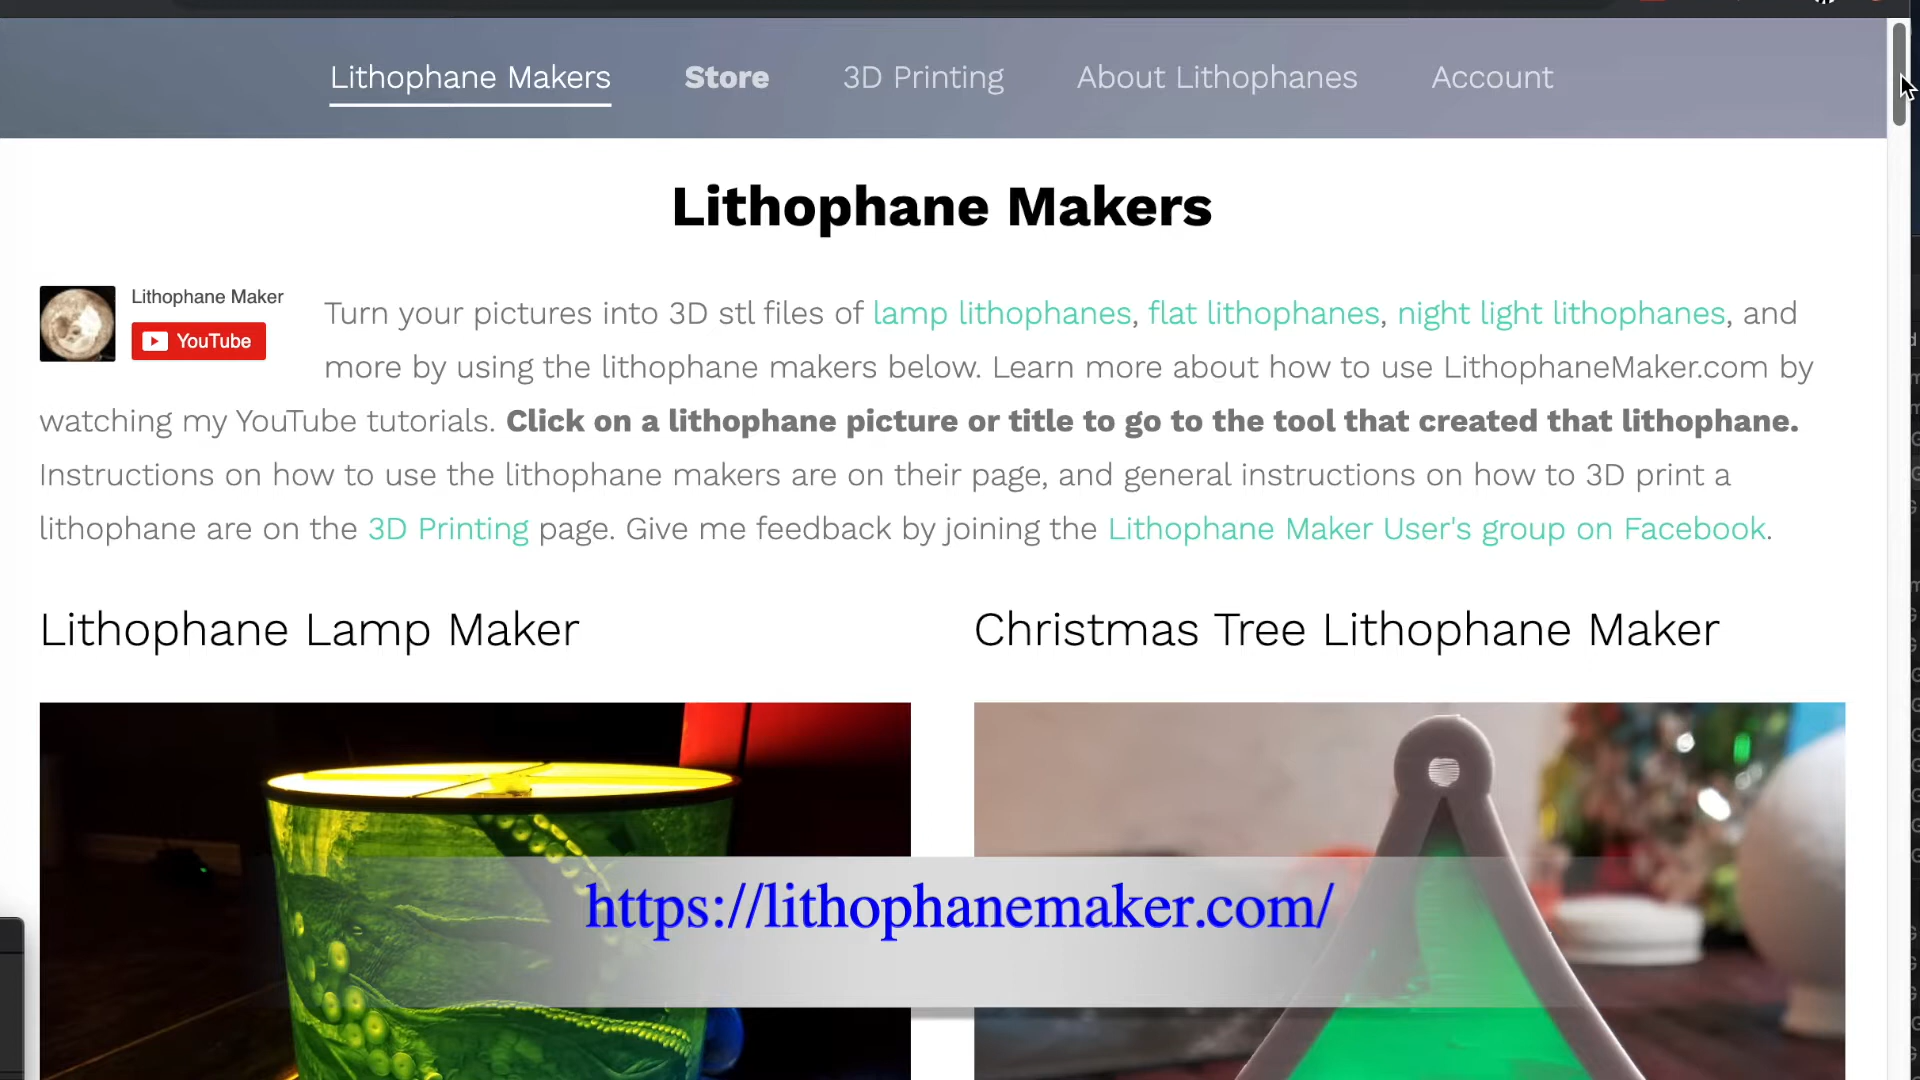 Lithophane Makers Store 3D Printing About Lithophanes Account
Lithophane Makers
Lithophane Maker
YouTube
Turn your pictures into 3D stl files of lamp lithophanes, flat lithophanes, night light lithophanes, and
more by using the lithophane makers below. Learn more about how to use LithophaneMaker.com by
watching my YouTube tutorials. Click on a lithophane picture or title to go to the tool that created that lithophane.
Instructions on how to use the lithophane makers are on their page, and general instructions on how to 3D print a
lithophane are on the 3D Printing page. Give me feedback by joining the Lithophane Maker User's group on Facebook.
Lithophane Lamp Maker
Christmas Tree Lithophane Maker
https://lithophanemaker.com/